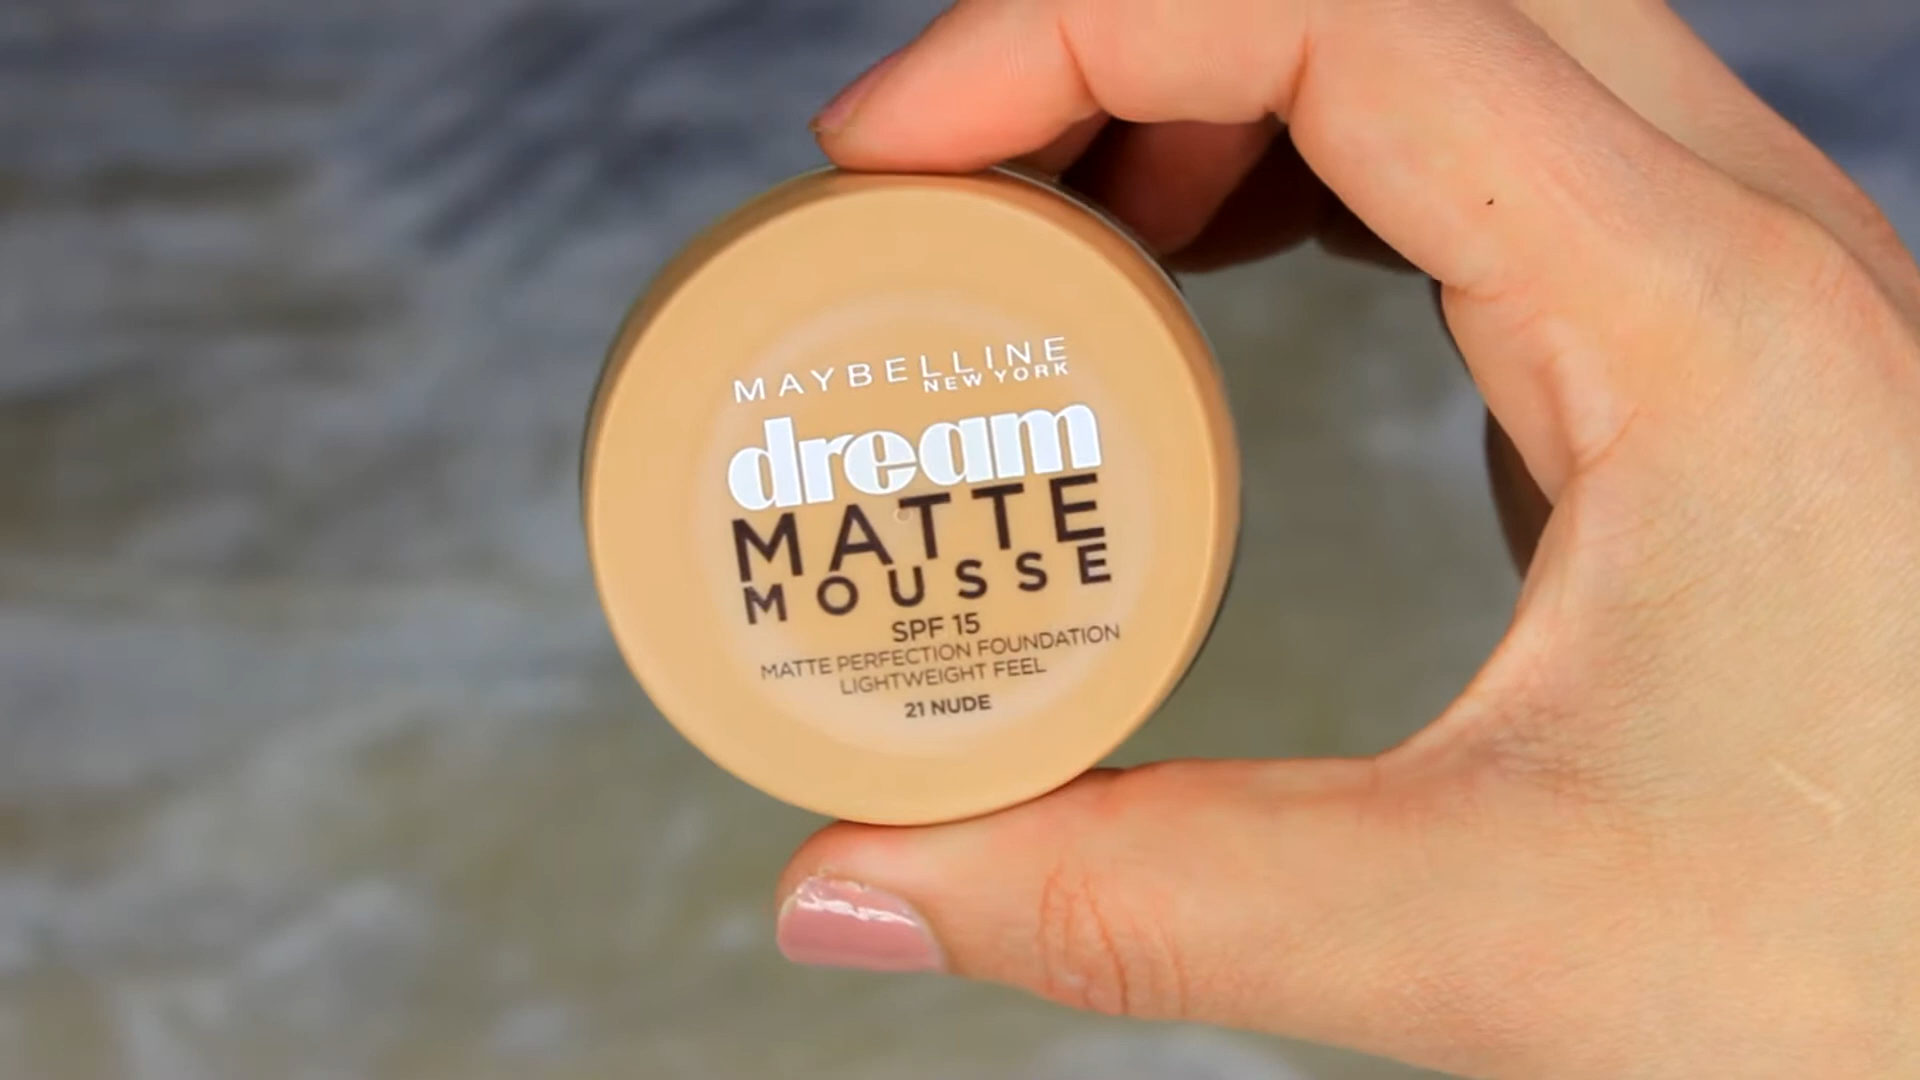 MAYBELLINE
NEW YORK
dream
MATTE
MOUSSE
SPF 15
MATTE PERFECTION FOUNDATION
LIGHTWEIGHT FEEL
21 NUDE